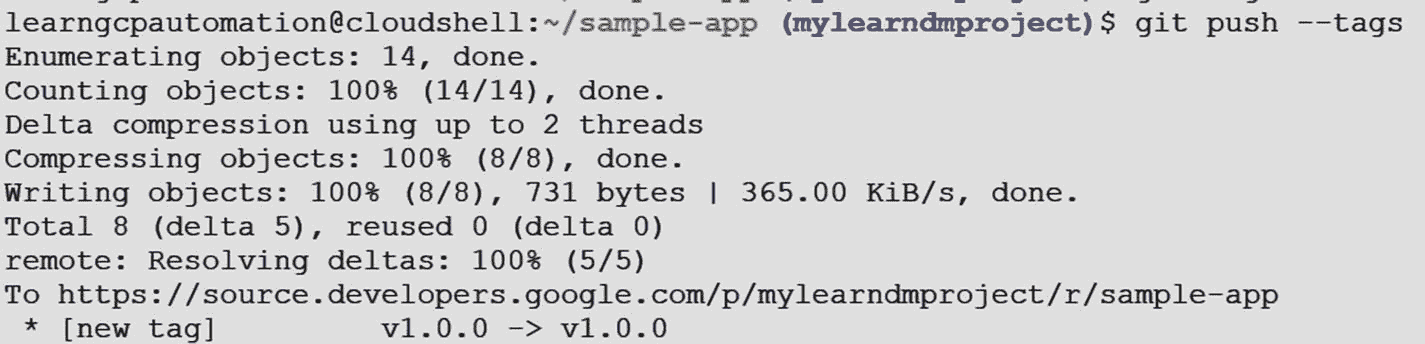 learngcpautomation@cloudshell:~/sample-app (mylearndmproject)$ git push --tags
Enumerating objects: 14, done.
Counting objects: 100% (14/14), done.
Delta compression using up to 2 threads
Compressing objects: 100% (8/8), done.
Writing objects: 100% (8/8), 731 bytes | 365.00 KiB/s, done.
Total 8 (delta 5), reused 0 (delta 0)
remote: Resolving deltas: 100% (5/5)
To https://source.developers.google.com/p/mylearndmproject/r/sample-app
 * [new tag]         v1.0.0 -> v1.0.0